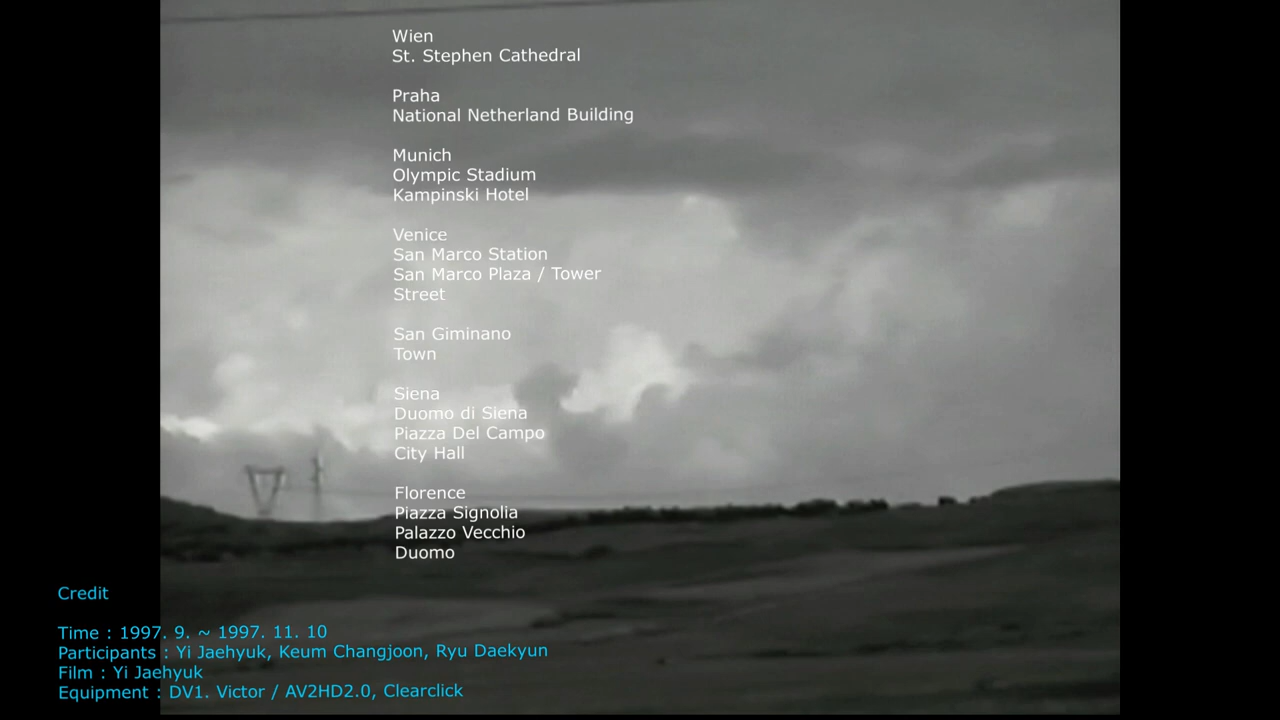 Wien
St. Stephen Cathedral
Praha
National Netherland Building
Munich
Olympic Stadium
Kampinski Hotel
Venice
San Marco Station
San Marco Plaza / Tower
Street
San Giminano
Town
Siena
Duomo di Siena
Piazza Del Campo
City Hall
Florence
Piazza Signolia
Palazzo Vecchio
Duomo
Credit
Time : 1997. 9. ~ 1997. 11. 10
Participants : Yi Jaehyuk, Keum Changjoon, Ryu Daekyun
Film : Yi Jaehyuk
Equipment : DV1. Victor / AV2HD2.0, Clearclick